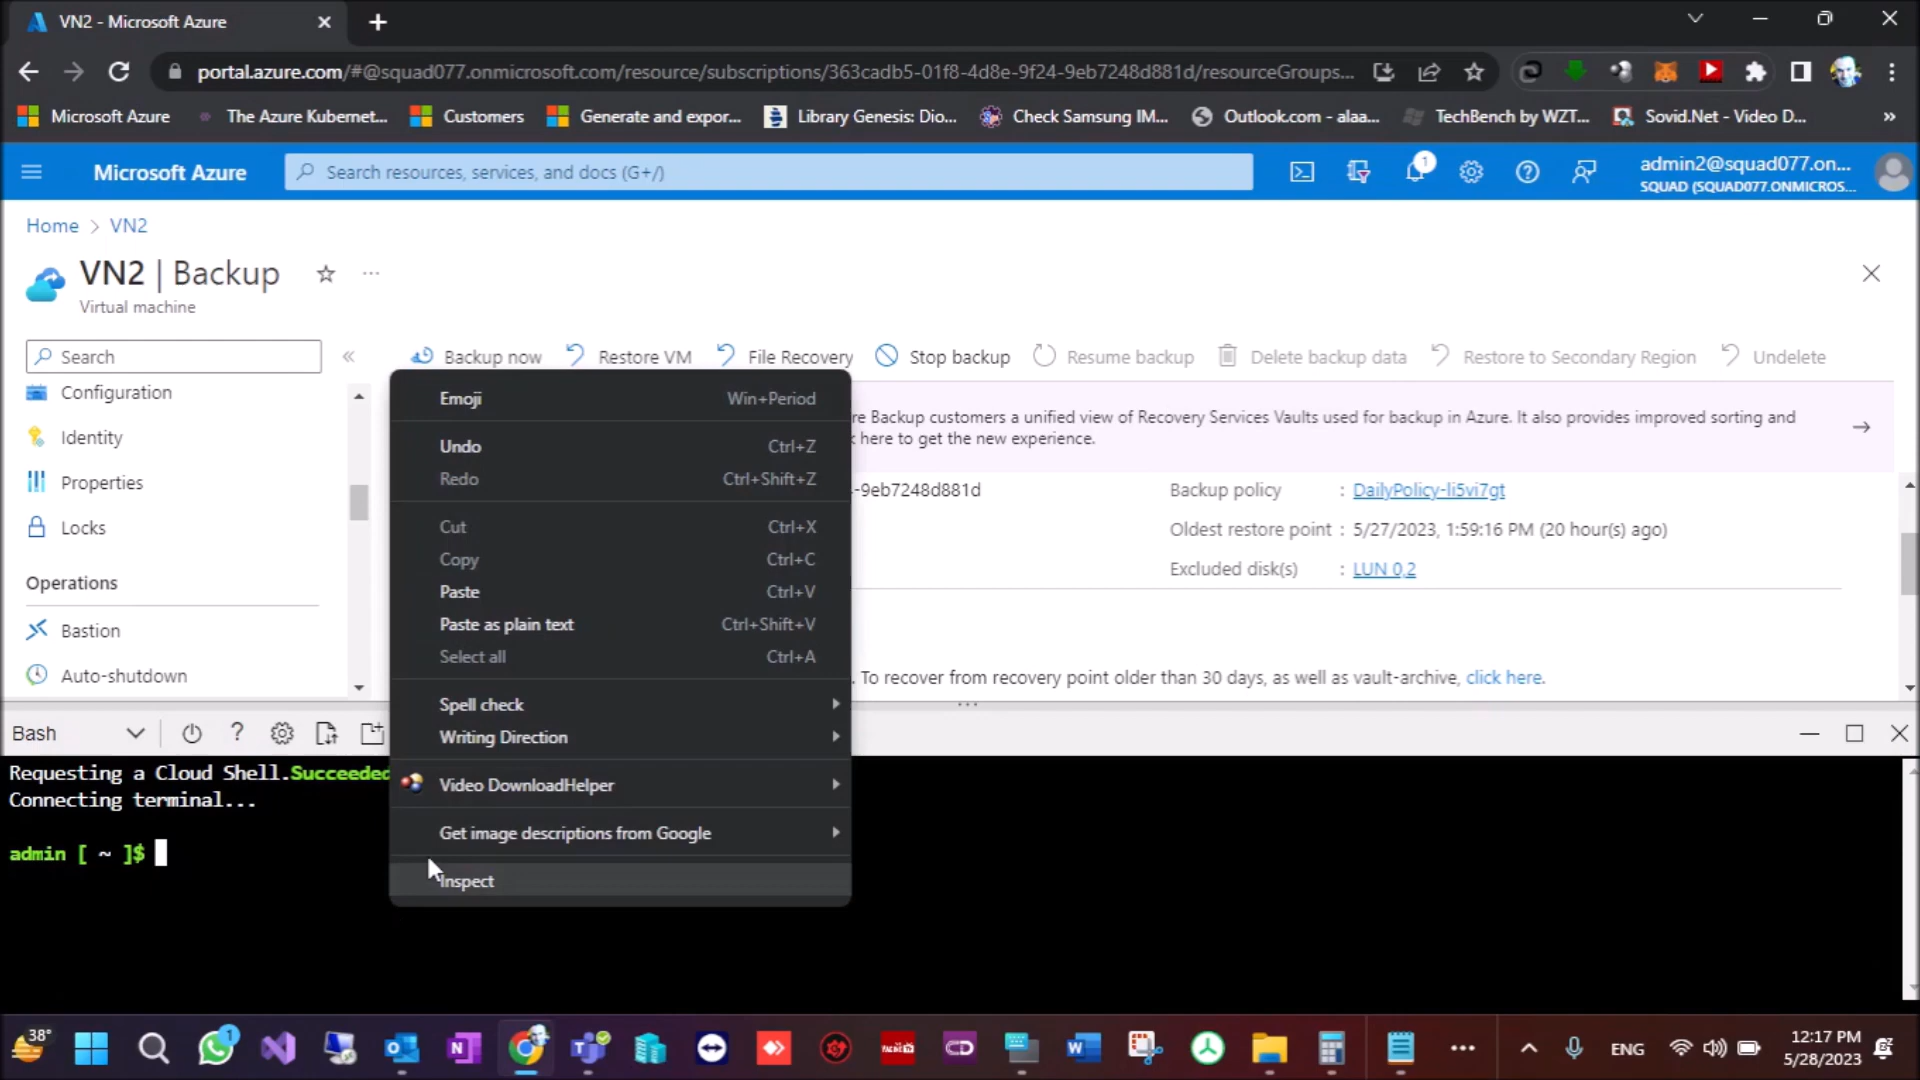 VN2 - Microsoft Azure
portal.azure.com/#@squad077.onmicrosoft.com/resource/subscriptions/363cadb5-01f8-4d8e-9f24-9eb7248d881d/resourceGroups...
Microsoft Azure
The Azure Kubernet...
Customers
Generate and expor...
Library Genesis: Dio...
Check Samsung IM...
Outlook.com - alaa...
TechBench by WZT...
Sovid.Net - Video D...
»
Microsoft Azure
Search resources, services, and docs (G+/)
1
admin2@squad077.on...
SQUAD (SQUAD077.ONMICROS...
Home > VN2
VN2 | Backup
Virtual machine
Search
«
Backup now
Restore VM
File Recovery
Stop backup
Resume backup
Delete backup data
Restore to Secondary Region
Undelete
Configuration
Identity
Properties
Locks
Operations
Bastion
Auto-shutdown
re Backup customers a unified view of Recovery Services Vaults used for backup in Azure. It also provides improved sorting and
here to get the new experience.
-9eb7248d881d
Backup policy : DailyPolicy-li5vi7gt
Oldest restore point : 5/27/2023, 1:59:16 PM (20 hour(s) ago)
Excluded disk(s) : LUN 0,2
. To recover from recovery point older than 30 days, as well as vault-archive, click here.
Emoji Win+Period
Undo Ctrl+Z
Redo Ctrl+Shift+Z
Cut Ctrl+X
Copy Ctrl+C
Paste Ctrl+V
Paste as plain text Ctrl+Shift+V
Select all Ctrl+A
Spell check
Writing Direction
Video DownloadHelper
Get image descriptions from Google
Inspect
Bash
Requesting a Cloud Shell.Succeeded
Connecting terminal...
admin [ ~ ]$
38°
1
ENG
12:17 PM
5/28/2023